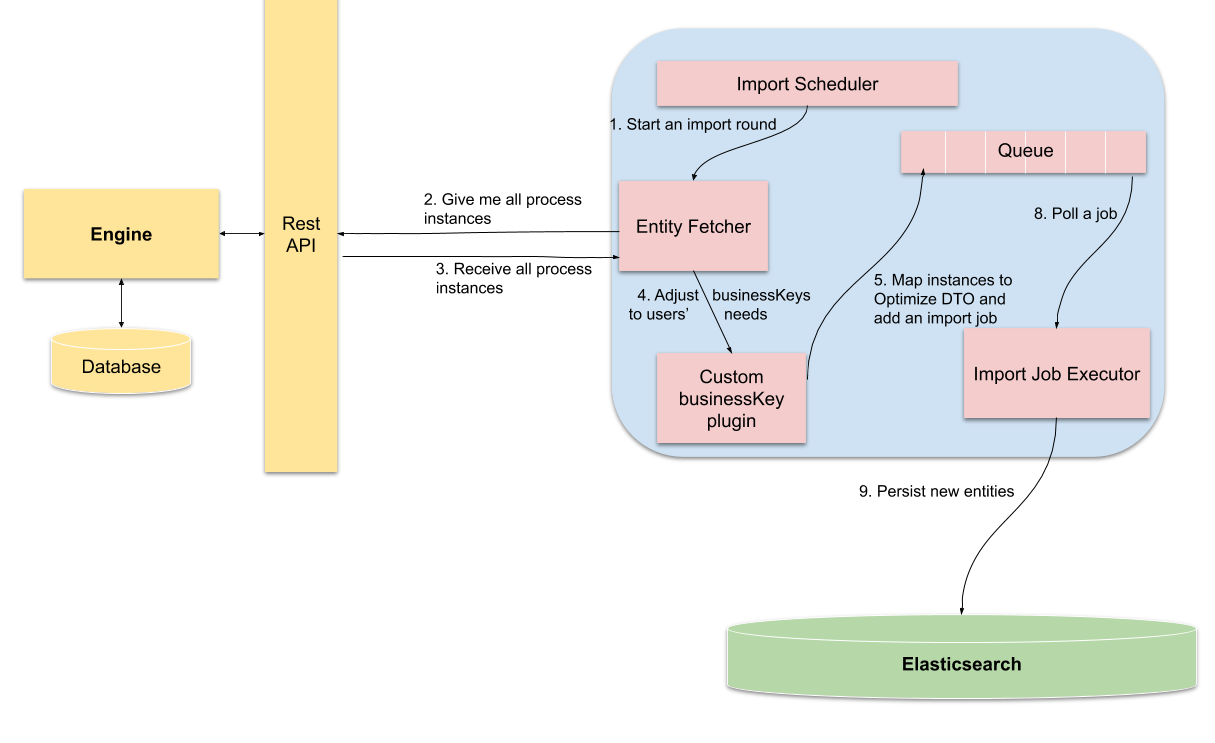 Import Scheduler
1. Start an import round
Queue
2. Give me all process
instances
8. Poll a job
Engine
Rest
API
Entity Fetcher
3. Receive all process
instances
4. Adjust businessKeys
to users’ needs
5. Map instances to
Optimize DTO and
add an import job
Database
Custom
businessKey
plugin
Import Job Executor
9. Persist new entities
Elasticsearch